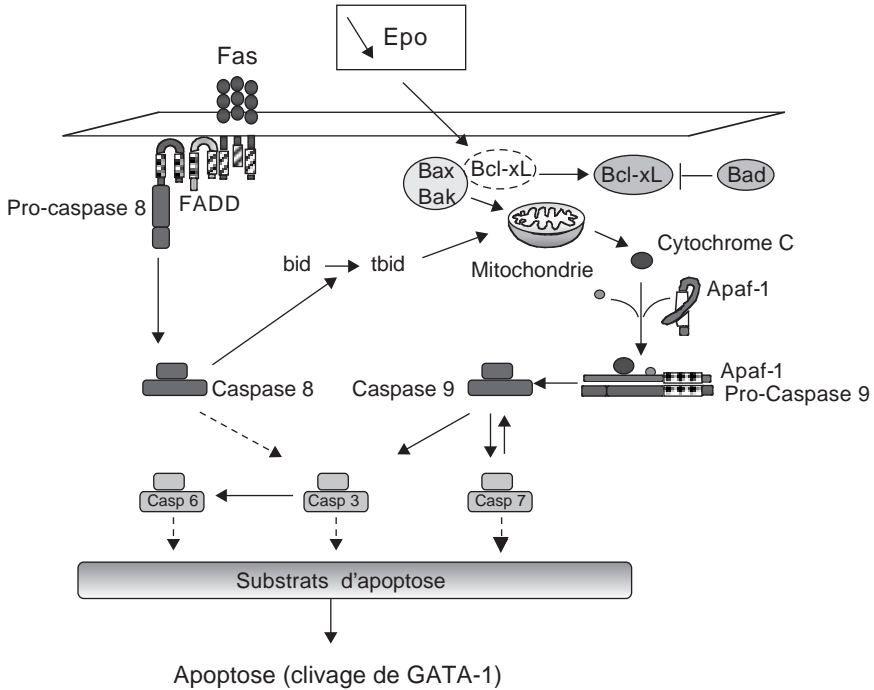 Epo
Fas
Bax
Bak
Bcl-xL
Bcl-xL
Bad
Pro-caspase 8
FADD
Cytochrome C
bid
tbid
Mitochondrie
Apaf-1
Caspase 8
Caspase 9
Apaf-1
Pro-Caspase 9
Casp 6
Casp 3
Casp 7
Substrats d'apoptose
Apoptose (clivage de GATA-1)